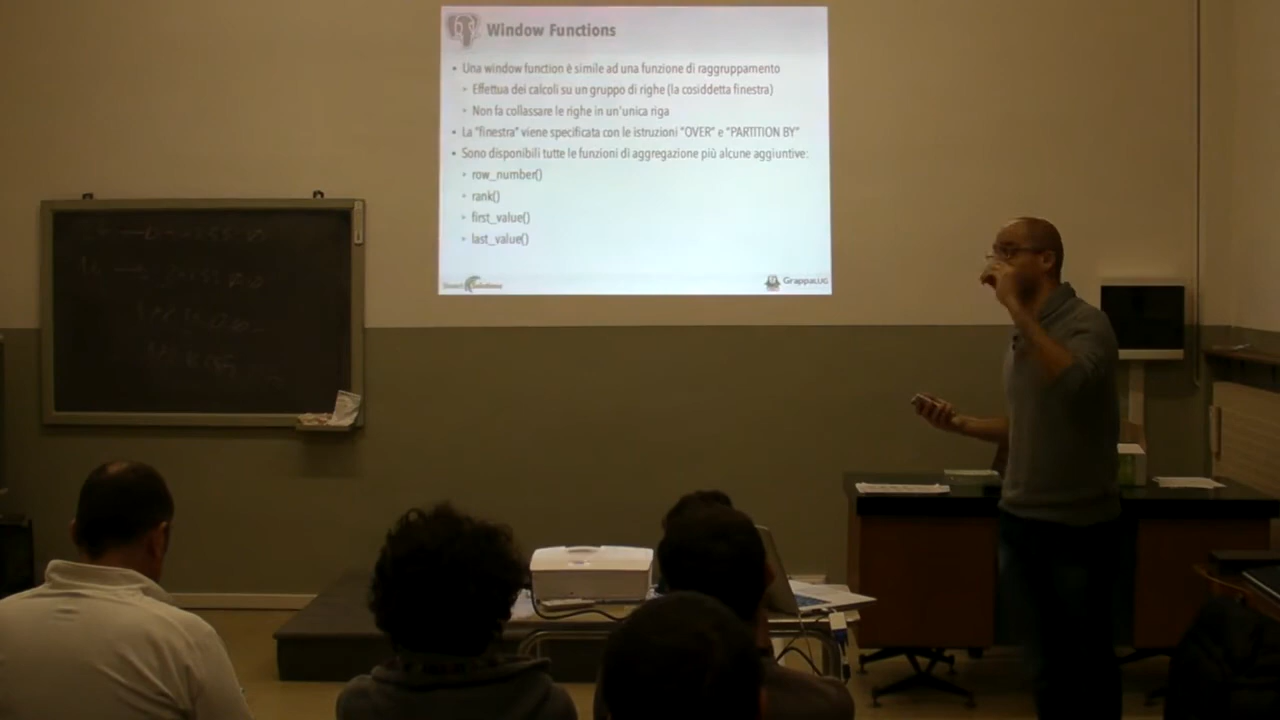 Window Functions
• Una window function è simile ad una funzione di raggruppamento
• Effettua dei calcoli su un gruppo di righe (la cosiddetta finestra)
• Non fa collassare le righe in un'unica riga
• La "finestra" viene specificata con le istruzioni "OVER" e "PARTITION BY"
• Sono disponibili tutte le funzioni di aggregazione più alcune aggiuntive:
• row_number()
• rank()
• first_value()
• last_value()
Solutions
GrappaLUG